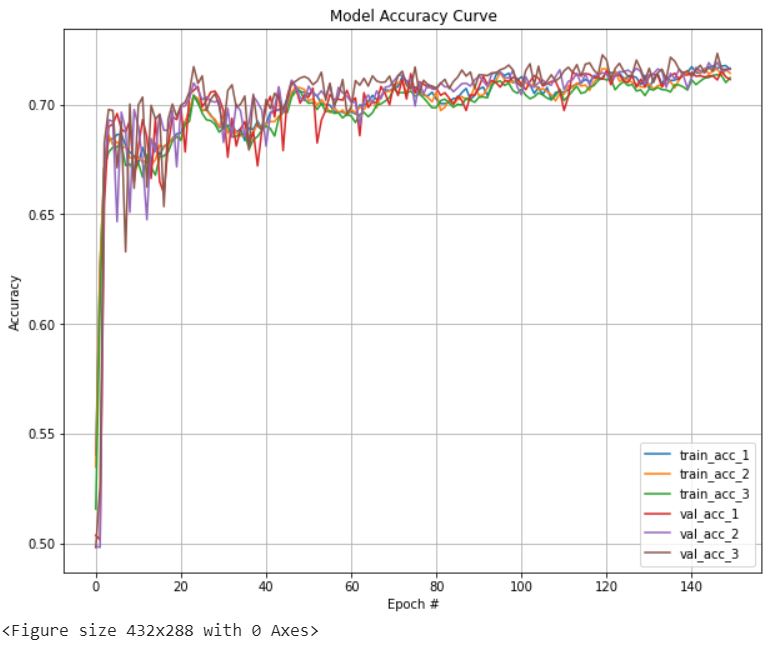 Model Accuracy Curve
Accuracy
0.70
0.65
0.60
0.55
0.50
train_acc_1
train_acc_2
train_acc_3
val_acc_1
val_acc_2
val_acc_3
0 20 40 60 80 100 120 140
Epoch #
<Figure size 432x288 with 0 Axes>